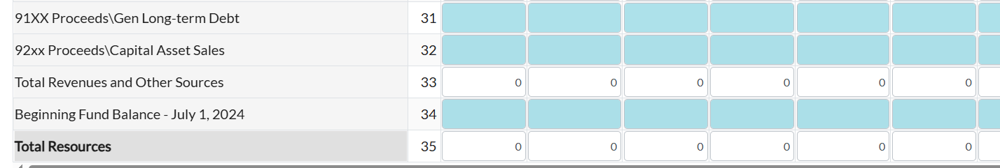 91XX Proceeds\Gen Long-term Debt 31
92xx Proceeds\Capital Asset Sales 32
Total Revenues and Other Sources 33 0 0 0 0 0 0
Beginning Fund Balance - July 1, 2024 34
Total Resources 35 0 0 0 0 0 0